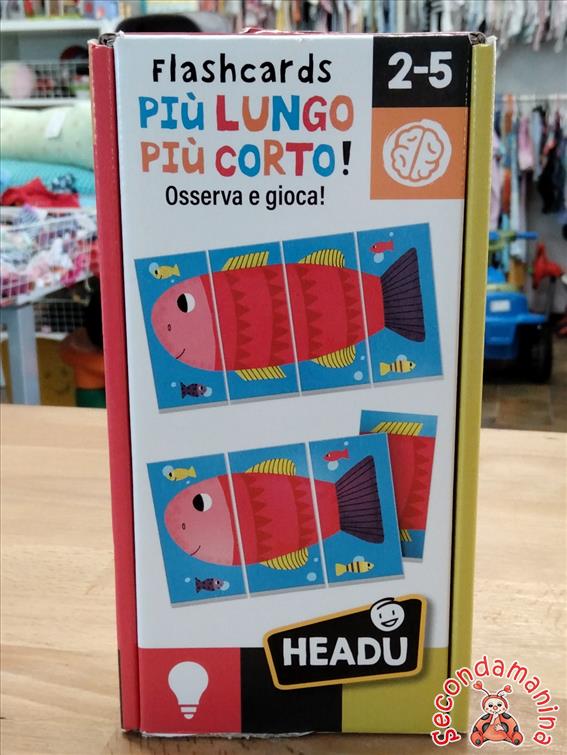 Flashcards
2-5
PIÙ LUNGO
PIÙ CORTO!
Osserva e gioca!
HEADU
Secondamanina